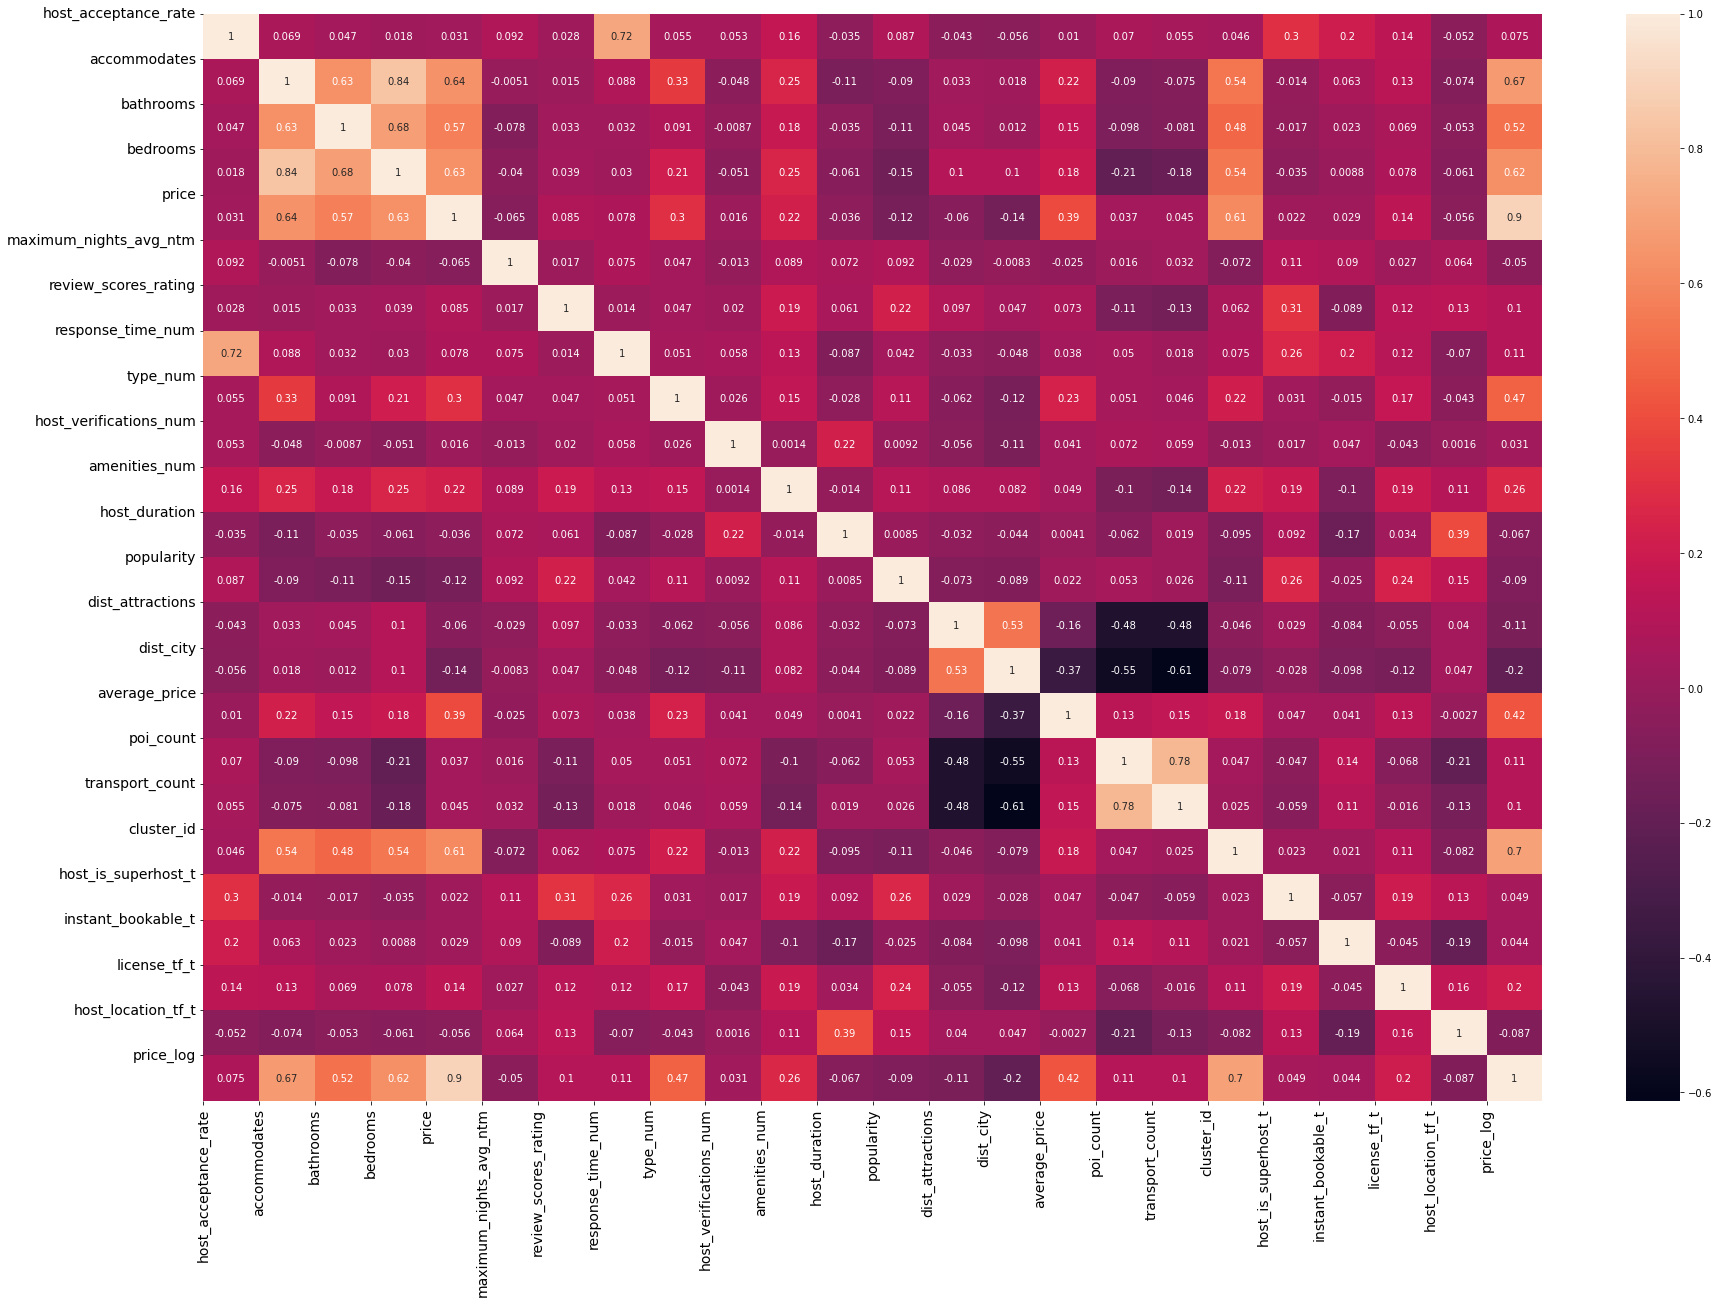 host_acceptance_rate
1 0.069 0.047 0.018 0.031 0.092 0.028 0.72 0.055 0.053 0.16 -0.035 0.087 -0.043 -0.056 0.01 0.07 0.055 0.046 0.3 0.2 0.14 -0.052 0.075
accommodates
0.069 1 0.63 0.84 0.64 -0.0051 0.015 0.088 0.33 -0.048 0.25 -0.11 -0.09 0.033 0.018 0.22 -0.09 -0.075 0.54 -0.014 0.063 0.13 -0.074 0.67
bathrooms
0.047 0.63 1 0.68 0.57 -0.078 0.033 0.032 0.091 -0.0087 0.18 -0.035 -0.11 0.045 0.012 0.15 -0.098 -0.081 0.48 -0.017 0.023 0.069 -0.053 0.52
bedrooms
0.018 0.84 0.68 1 0.63 -0.04 0.039 0.03 0.21 -0.051 0.25 -0.061 -0.15 0.1 0.1 0.18 -0.21 -0.18 0.54 -0.035 0.0088 0.078 -0.061 0.62
price
0.031 0.64 0.57 0.63 1 -0.065 0.085 0.078 0.3 0.016 0.22 -0.036 -0.12 -0.06 -0.14 0.39 0.037 0.045 0.61 0.022 0.029 0.14 -0.056 0.9
maximum_nights_avg_ntm
0.092 -0.0051 -0.078 -0.04 -0.065 1 0.017 0.075 0.047 -0.013 0.089 0.072 0.092 -0.029 -0.0083 -0.025 0.016 0.032 -0.072 0.11 0.09 0.027 0.064 -0.05
review_scores_rating
0.028 0.015 0.033 0.039 0.085 0.017 1 0.014 0.047 0.02 0.19 0.061 0.22 0.097 0.047 0.073 -0.11 -0.13 0.062 0.31 -0.089 0.12 0.13 0.1
response_time_num
0.72 0.088 0.032 0.03 0.078 0.075 0.014 1 0.051 0.058 0.13 -0.087 0.042 -0.033 -0.048 0.038 0.05 0.018 0.075 0.26 0.2 0.12 -0.07 0.11
type_num
0.055 0.33 0.091 0.21 0.3 0.047 0.047 0.051 1 0.026 0.15 -0.028 0.11 -0.062 -0.12 0.23 0.051 0.046 0.22 0.031 -0.015 0.17 -0.043 0.47
host_verifications_num
0.053 -0.048 -0.0087 -0.051 0.016 -0.013 0.02 0.058 0.026 1 0.0014 0.22 0.0092 -0.056 -0.11 0.041 0.072 0.059 -0.013 0.017 0.047 -0.043 0.0016 0.031
amenities_num
0.16 0.25 0.18 0.25 0.22 0.089 0.19 0.13 0.15 0.0014 1 -0.014 0.11 0.086 0.082 0.049 -0.1 -0.14 0.22 0.19 -0.1 0.19 0.11 0.26
host_duration
-0.035 -0.11 -0.035 -0.061 -0.036 0.072 0.061 -0.087 -0.028 0.22 -0.014 1 0.0085 -0.032 -0.044 0.0041 -0.062 0.019 -0.095 0.092 -0.17 0.034 0.39 -0.067
popularity
0.087 -0.09 -0.11 -0.15 -0.12 0.092 0.22 0.042 0.11 0.0092 0.11 0.0085 1 -0.073 -0.089 0.022 0.053 0.026 -0.11 0.26 -0.025 0.24 0.15 -0.09
dist_attractions
-0.043 0.033 0.045 0.1 -0.06 -0.029 0.097 -0.033 -0.062 -0.056 0.086 -0.032 -0.073 1 0.53 -0.16 -0.48 -0.48 -0.046 0.029 -0.084 -0.055 0.04 -0.11
dist_city
-0.056 0.018 0.012 0.1 -0.14 -0.0083 0.047 -0.048 -0.12 -0.11 0.082 -0.044 -0.089 0.53 1 -0.37 -0.55 -0.61 -0.079 -0.028 -0.098 -0.12 0.047 -0.2
average_price
0.01 0.22 0.15 0.18 0.39 -0.025 0.073 0.038 0.23 0.041 0.049 0.0041 0.022 -0.16 -0.37 1 0.13 0.15 0.18 0.047 0.041 0.13 -0.0027 0.42
poi_count
0.07 -0.09 -0.098 -0.21 0.037 0.016 -0.11 0.05 0.051 0.072 -0.1 -0.062 0.053 -0.48 -0.55 0.13 1 0.78 0.047 -0.047 0.14 -0.068 -0.21 0.11
transport_count
0.055 -0.075 -0.081 -0.18 0.045 0.032 -0.13 0.018 0.046 0.059 -0.14 0.019 0.026 -0.48 -0.61 0.15 0.78 1 0.025 -0.059 0.11 -0.016 -0.13 0.1
cluster_id
0.046 0.54 0.48 0.54 0.61 -0.072 0.062 0.075 0.22 -0.013 0.22 -0.095 -0.11 -0.046 -0.079 0.18 0.047 0.025 1 0.023 0.021 0.11 -0.082 0.7
host_is_superhost_t
0.3 -0.014 -0.017 -0.035 0.022 0.11 0.31 0.26 0.031 0.017 0.19 0.092 0.26 0.029 -0.028 0.047 -0.047 -0.059 0.023 1 -0.057 0.19 0.13 0.049
instant_bookable_t
0.2 0.063 0.023 0.0088 0.029 0.09 -0.089 0.2 -0.015 0.047 -0.1 -0.17 -0.025 -0.084 -0.098 0.041 0.14 0.11 0.021 -0.057 1 -0.045 -0.19 0.044
license_tf_t
0.14 0.13 0.069 0.078 0.14 0.027 0.12 0.12 0.17 -0.043 0.19 0.034 0.24 -0.055 -0.12 0.13 -0.068 -0.016 0.11 0.19 -0.045 1 0.16 0.2
host_location_tf_t
-0.052 -0.074 -0.053 -0.061 -0.056 0.064 0.13 -0.07 -0.043 0.0016 0.11 0.39 0.15 0.04 0.047 -0.0027 -0.21 -0.13 -0.082 0.13 -0.19 0.16 1 -0.087
price_log
0.075 0.67 0.52 0.62 0.9 -0.05 0.1 0.11 0.47 0.031 0.26 -0.067 -0.09 -0.11 -0.2 0.42 0.11 0.1 0.7 0.049 0.044 0.2 -0.087 1
host_acceptance_rate
accommodates
bathrooms
bedrooms
price
maximum_nights_avg_ntm
review_scores_rating
response_time_num
type_num
host_verifications_num
amenities_num
host_duration
popularity
dist_attractions
dist_city
average_price
poi_count
transport_count
cluster_id
host_is_superhost_t
instant_bookable_t
license_tf_t
host_location_tf_t
price_log
1.0
0.8
0.6
0.4
0.2
0.0
−0.2
−0.4
−0.6